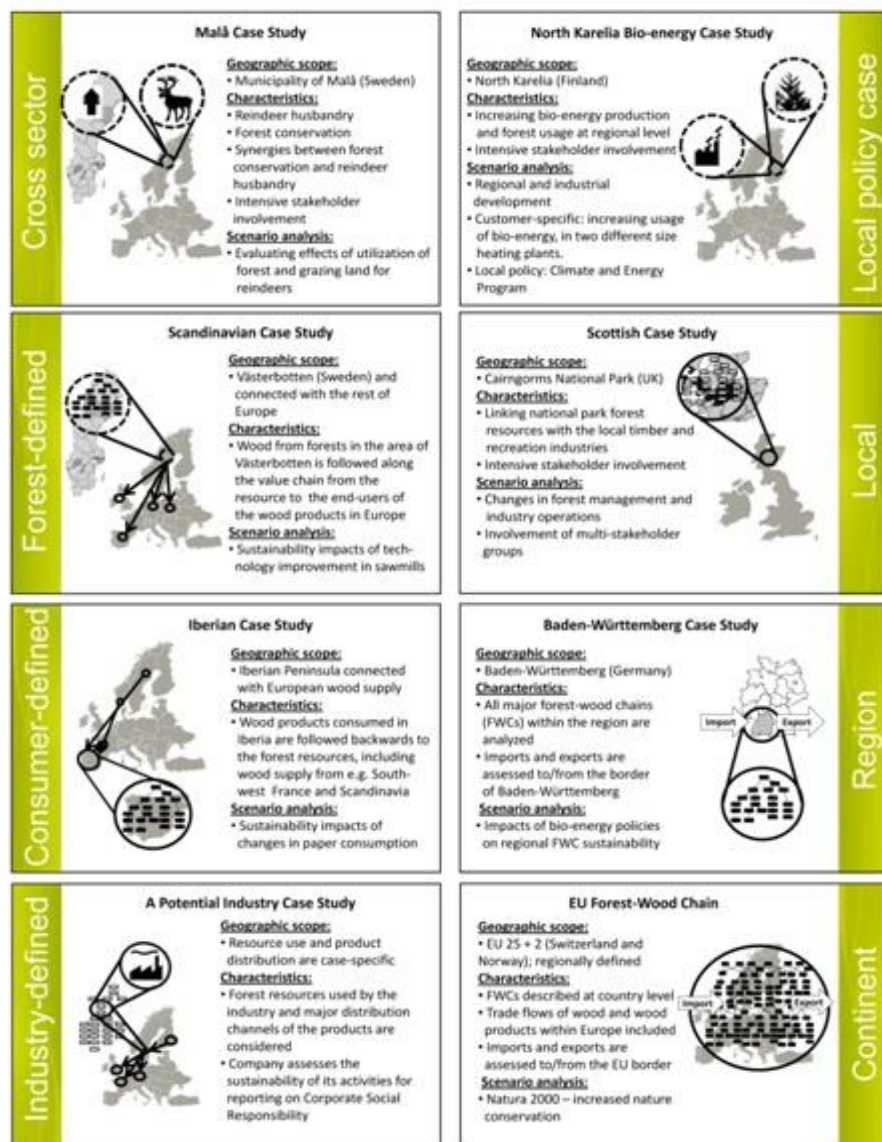 Cross sector
Malå Case Study
Geographic scope:
• Municipality of Malå (Sweden)
Characteristics:
• Reindeer husbandry
• Forest conservation
• Synergies between forest
conservation and reindeer
husbandry
• Intensive stakeholder
involvement
Scenario analysis:
• Evaluating effects of utilization of
forest and grazing land for
reindeers
North Karelia Bio-energy Case Study
Geographic scope:
• North Karelia (Finland)
Characteristics:
• Increasing bio-energy production
and forest usage at regional level
• Intensive stakeholder involvement
Scenario analysis:
• Regional and industrial
development
• Customer-specific: increasing usage
of bio-energy, in two different size
heating plants.
• Local policy: Climate and Energy
Program
Local policy case
Forest-defined
Scandinavian Case Study
Geographic scope:
• Västerbotten (Sweden) and
connected with the rest of
Europe
Characteristics:
• Wood from forests in the area of
Västerbotten is followed along
the value chain from the
resource to the end-users of
the wood products in Europe
Scenario analysis:
• Sustainability impacts of tech-
nology improvement in sawmills
Scottish Case Study
Geographic scope:
• Cairngorms National Park (UK)
Characteristics:
• Linking national park forest
resources with the local timber and
recreation industries
• Intensive stakeholder involvement
Scenario analysis:
• Changes in forest management and
industry operations
• Involvement of multi-stakeholder
groups
Local
Consumer-defined
Iberian Case Study
Geographic scope:
• Iberian Peninsula connected
with European wood supply
Characteristics:
• Wood products consumed in
Iberia are followed backwards to
the forest resources, including
wood supply from e.g. South-
west France and Scandinavia
Scenario analysis:
• Sustainability impacts of
changes in paper consumption
Baden-Württemberg Case Study
Geographic scope:
• Baden-Württemberg (Germany)
Characteristics:
• All major forest-wood chains
(FWCs) within the region are
analyzed
• Imports and exports are
assessed to/from the border
of Baden-Württemberg
Scenario analysis:
• Impacts of bio-energy policies
on regional FWC sustainability
Import
Export
Region
Industry-defined
A Potential Industry Case Study
Geographic scope:
• Resource use and product
distribution are case-specific
Characteristics:
• Forest resources used by the
industry and major distribution
channels of the products are
considered
• Company assesses the
sustainability of its activities for
reporting on Corporate Social
Responsibility
EU Forest-Wood Chain
Geographic scope:
• EU 25 + 2 (Switzerland and
Norway); regionally defined
Characteristics:
• FWCs described at country level
• Trade flows of wood and wood
products within Europe included
• Imports and exports are
assessed to/from the EU border
Scenario analysis:
• Natura 2000 – increased nature
conservation
Import
Export
Continent